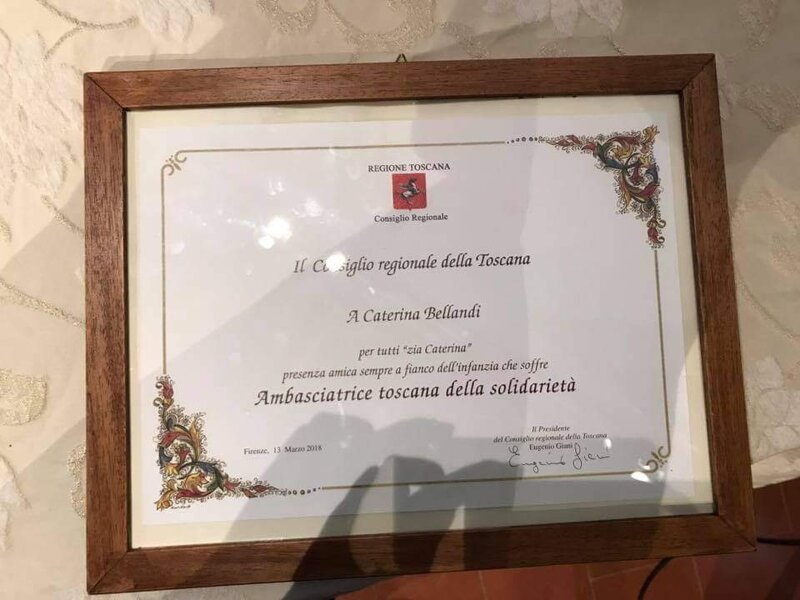 REGIONE TOSCANA
Consiglio Regionale
Il Consiglio regionale della Toscana
A Caterina Bellandi
per tutti "zia Caterina"
presenza amica sempre a fianco dell'infanzia che soffre
Ambasciatrice toscana della solidarietà
Il Presidente
del Consiglio regionale della Toscana
Eugenio Giani
Firenze, 13 Marzo 2018
Eugenio Giani